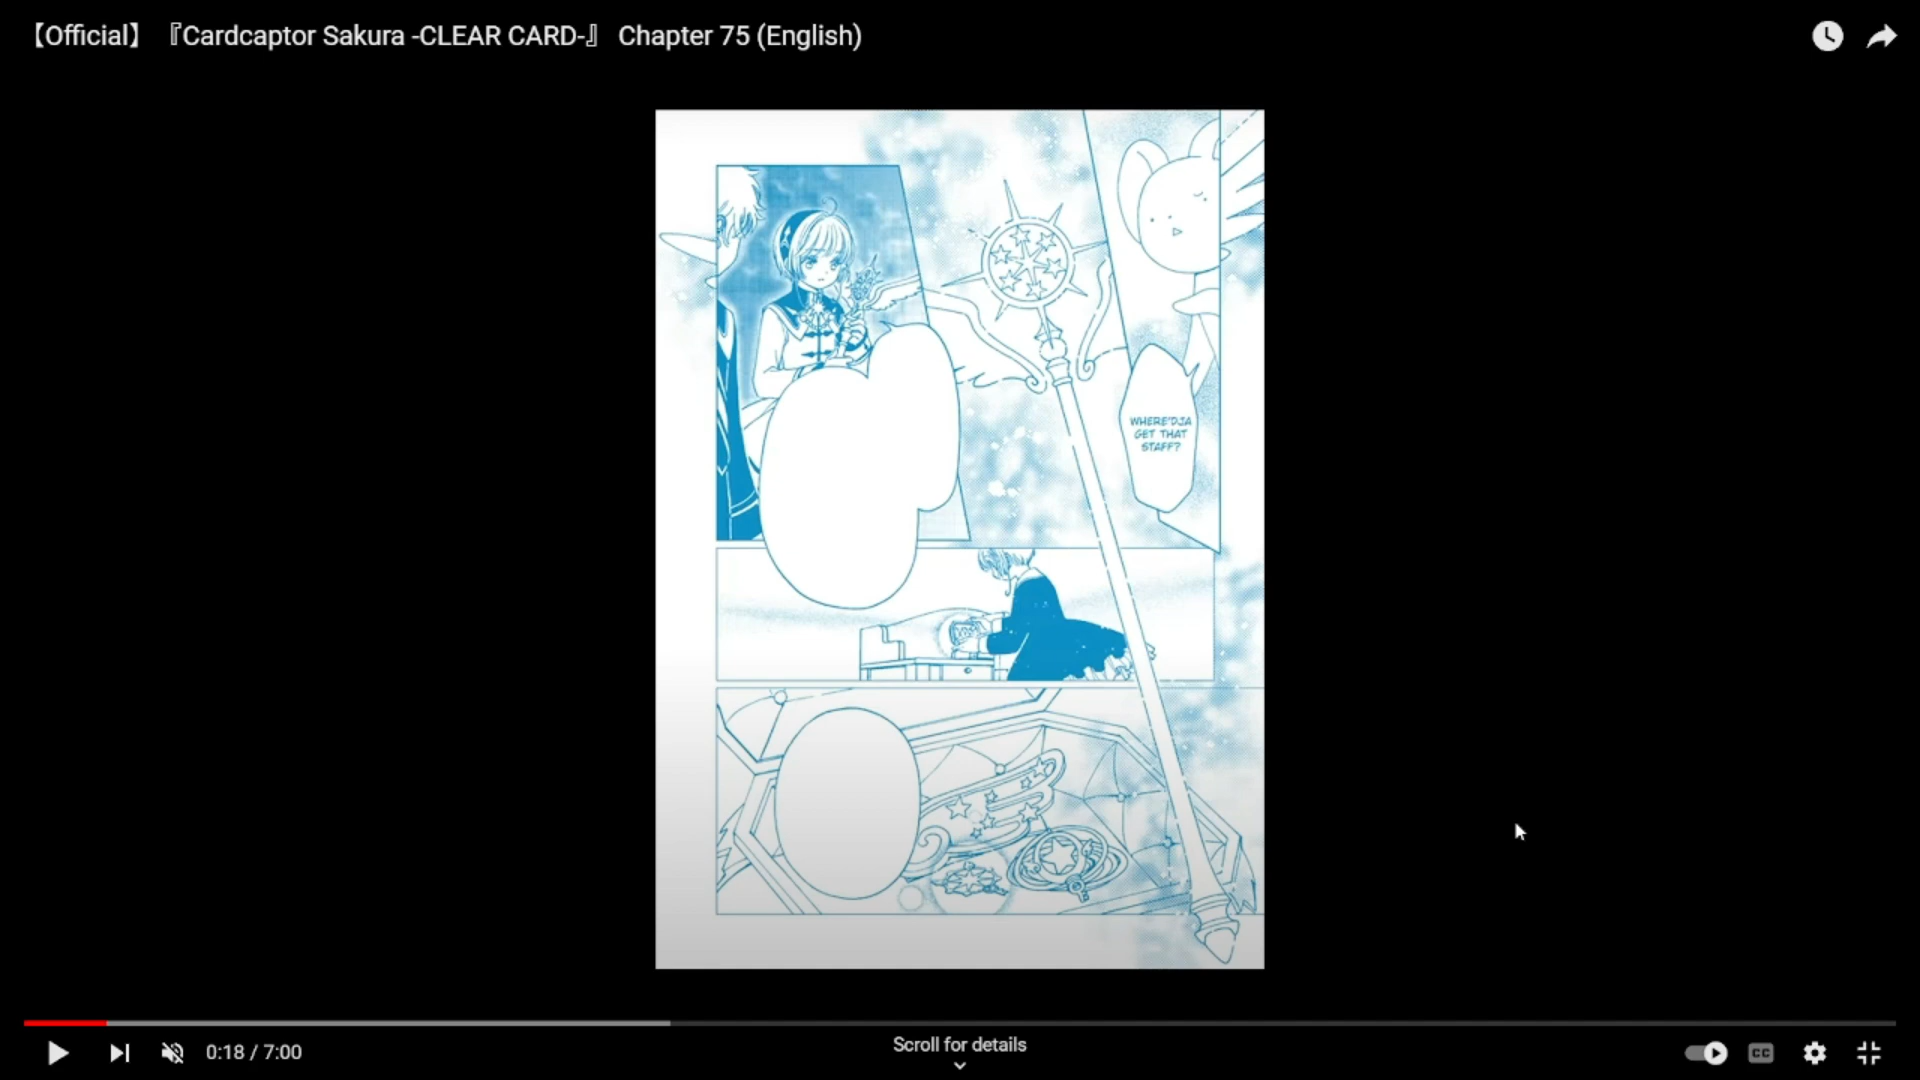 【Official】 『Cardcaptor Sakura -CLEAR CARD-』 Chapter 75 (English)
WHERE'DJA
GET THAT
STAFF?
0:18 / 7:00
Scroll for details
CC